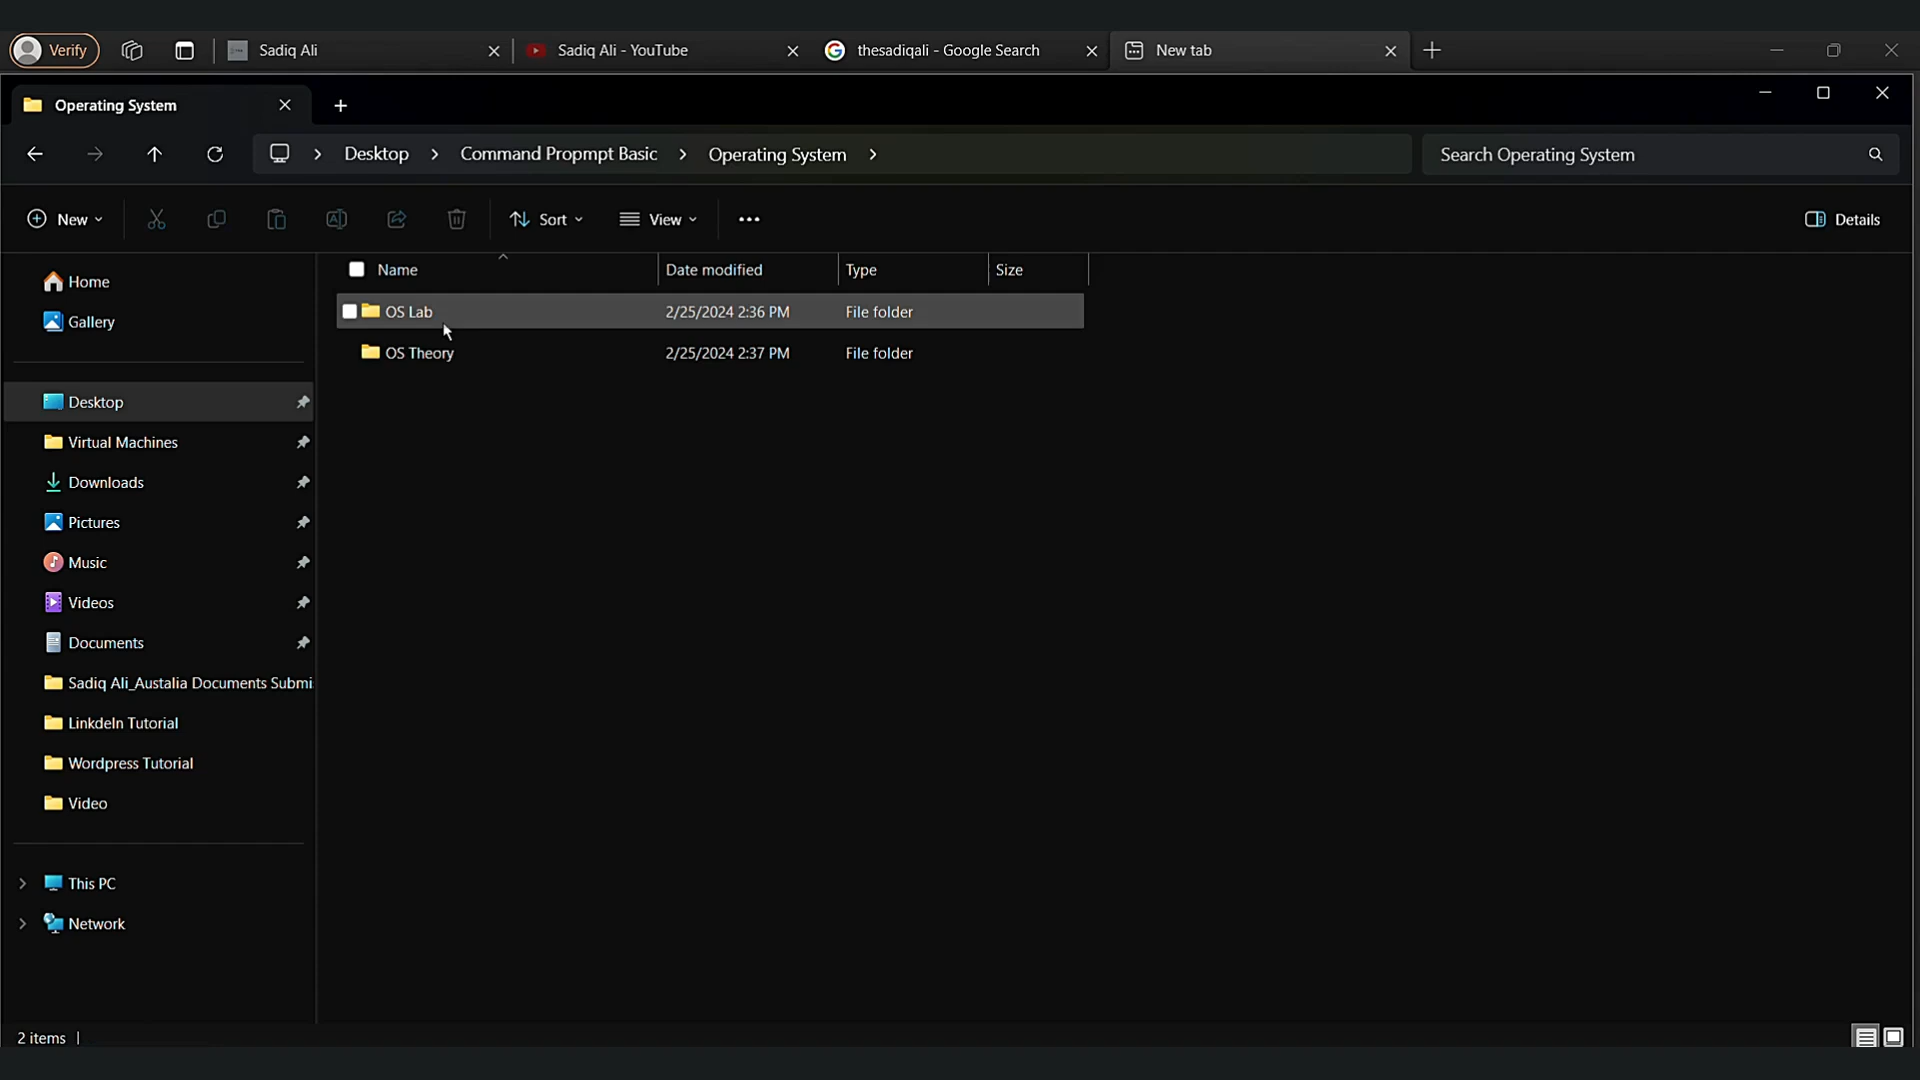 Verify
Sadiq Ali
Sadiq Ali - YouTube
thesadiqali - Google Search
New tab
Operating System
Desktop
Command Propmpt Basic
Operating System
Search Operating System
New
Sort
View
Details
Name
Date modified
Type
Size
OS Lab 2/25/2024 2:36 PM File folder
OS Theory 2/25/2024 2:37 PM File folder
Home
Gallery
Desktop
Virtual Machines
Downloads
Pictures
Music
Videos
Documents
Sadiq Ali_Austalia Documents Submi
Linkdeln Tutorial
Wordpress Tutorial
Video
This PC
Network
2 items